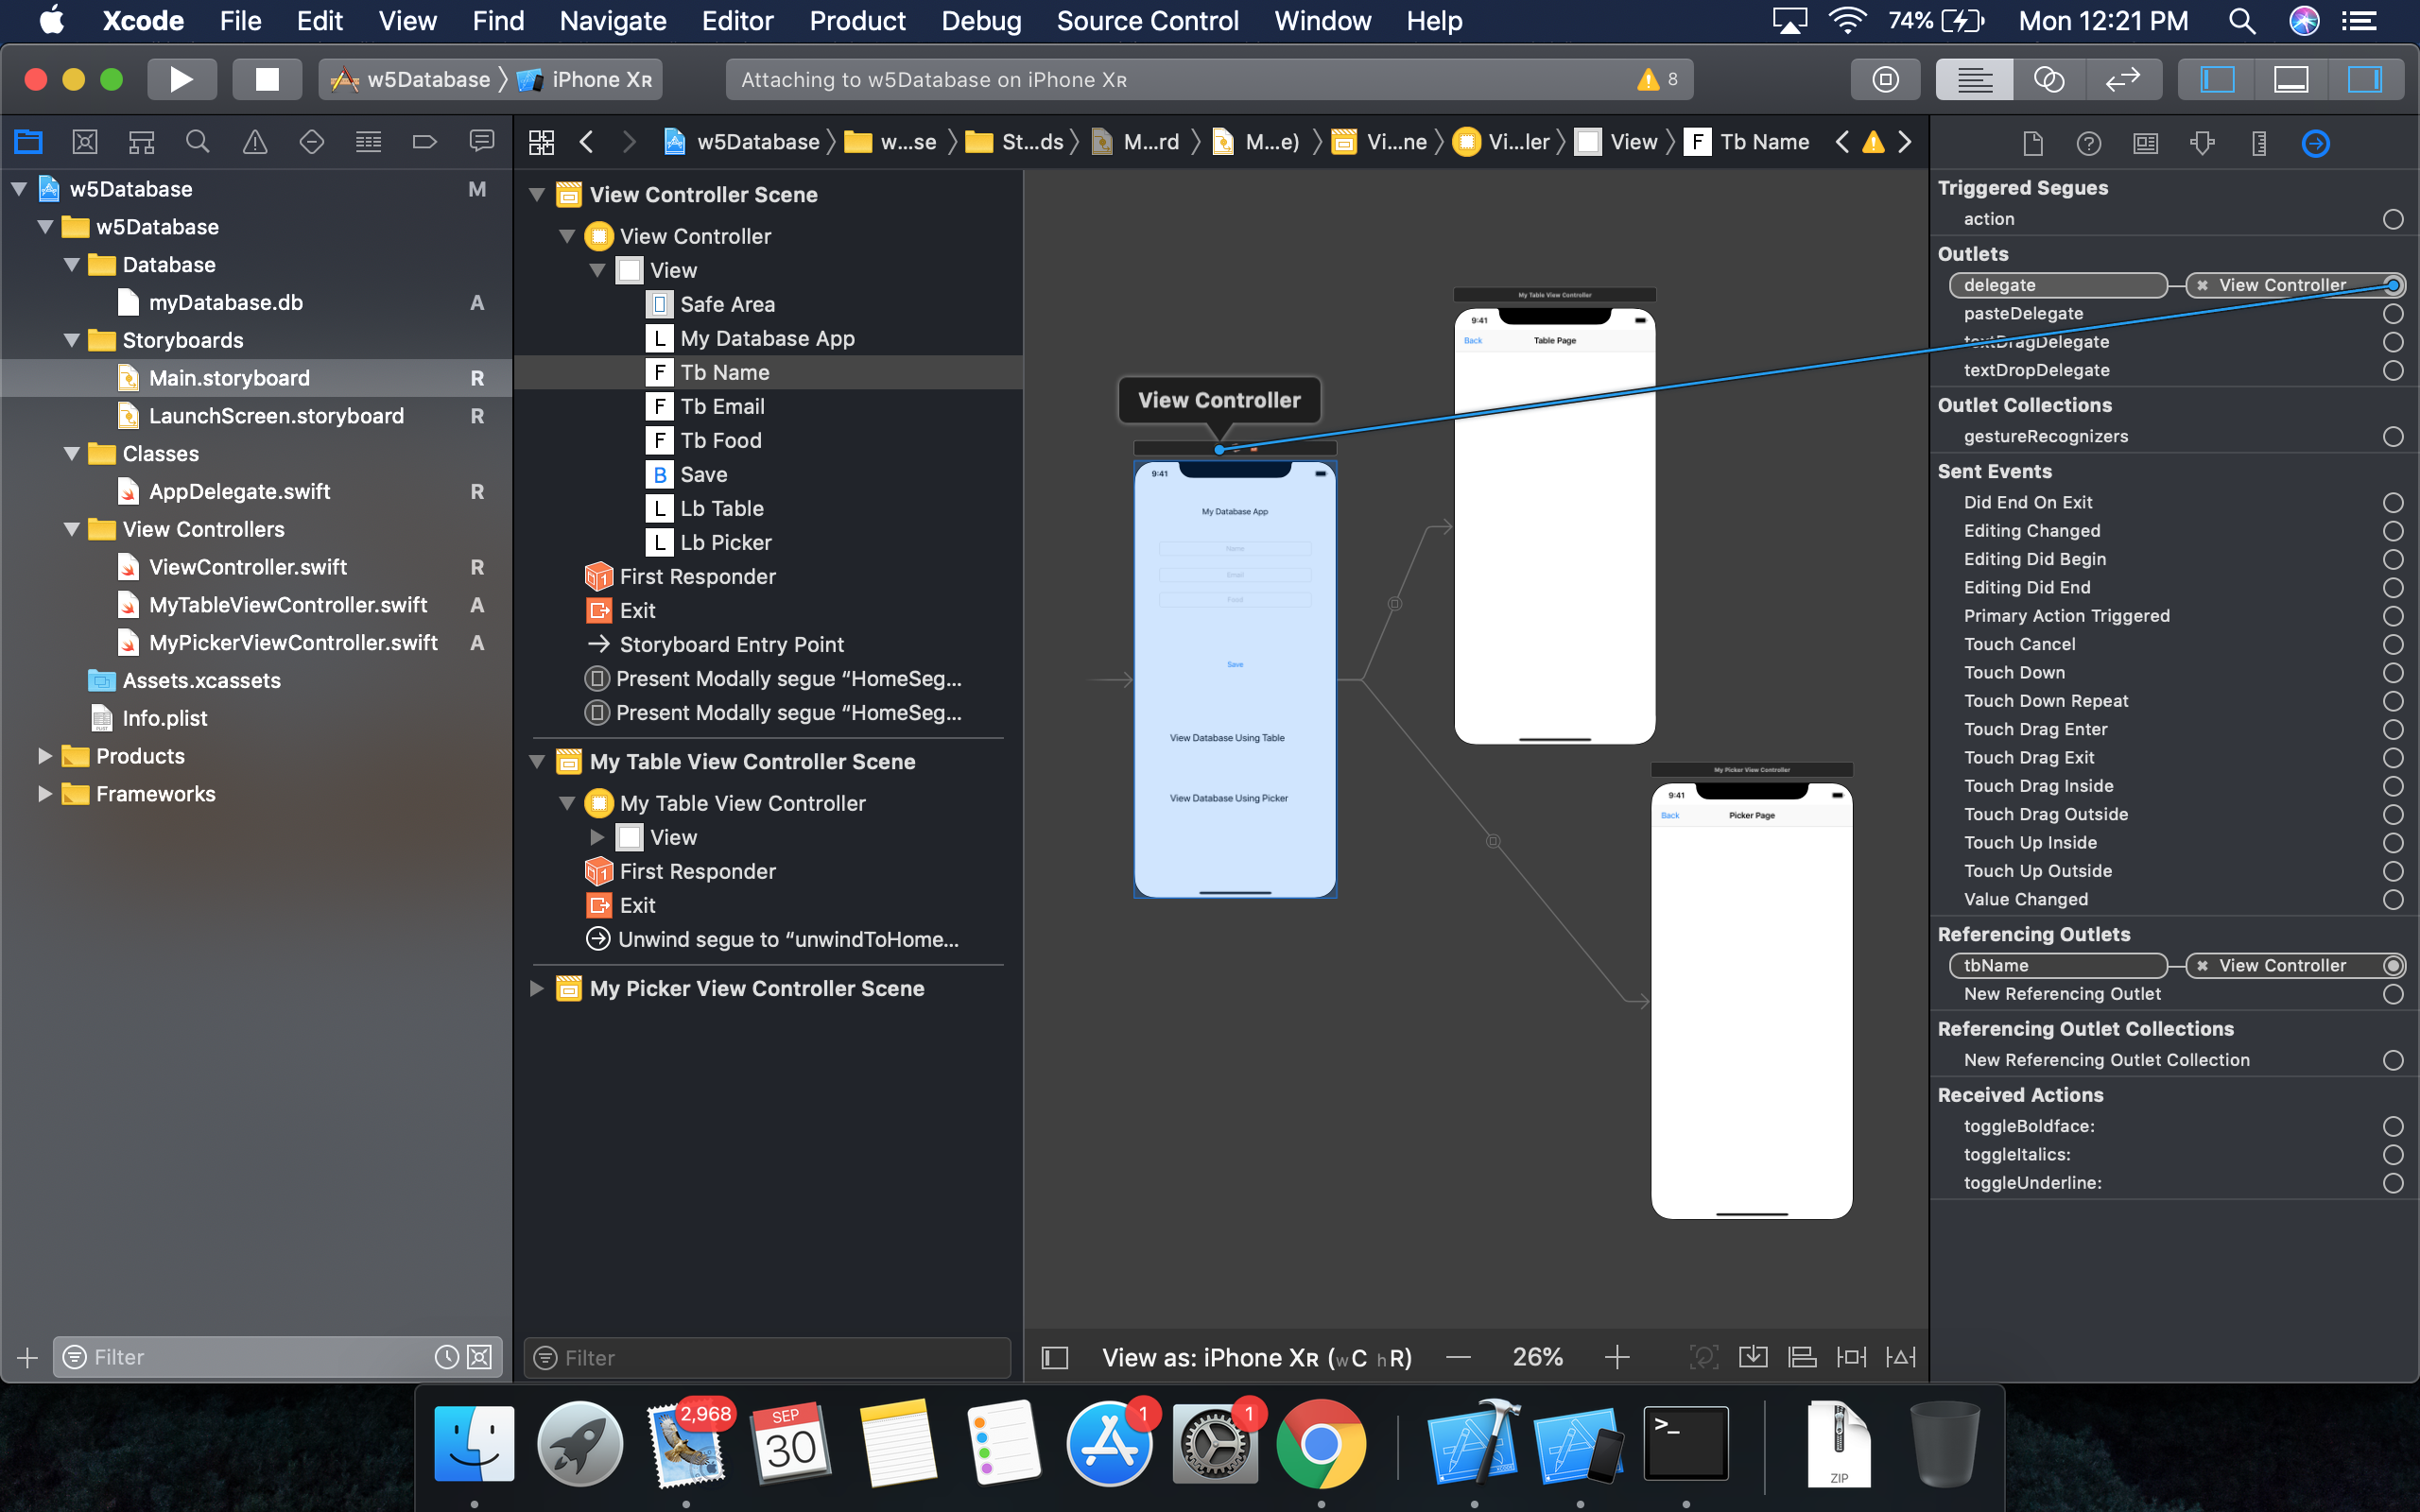 Xcode File Edit View Find Navigate Editor Product Debug Source Control Window Help 74% Mon 12:21 PM
w5Database iPhone XR Attaching to w5Database on iPhone XR 8
w5Database w...se St...ds M...rd M...e) Vi...ne Vi...ler View F Tb Name
w5Database M
w5Database
Database
myDatabase.db A
Storyboards
Main.storyboard R
LaunchScreen.storyboard R
Classes
AppDelegate.swift R
View Controllers
ViewController.swift R
MyTableViewController.swift A
MyPickerViewController.swift A
Assets.xcassets
Info.plist
Products
Frameworks
Filter
View Controller Scene
View Controller
View
Safe Area
L My Database App
F Tb Name
F Tb Email
F Tb Food
B Save
L Lb Table
L Lb Picker
First Responder
Exit
Storyboard Entry Point
Present Modally segue “HomeSeg...
Present Modally segue “HomeSeg...
My Table View Controller Scene
My Table View Controller
View
First Responder
Exit
Unwind segue to “unwindToHome...
My Picker View Controller Scene
Filter
View Controller
9:41
My Database App
Name
Email
Food
Save
View Database Using Table
View Database Using Picker
My Table View Controller
9:41
Back Table Page
My Picker View Controller
9:41
Back Picker Page
View as: iPhone XR (wC hR) 26%
Triggered Segues
action
Outlets
delegate View Controller
pasteDelegate
textDragDelegate
textDropDelegate
Outlet Collections
gestureRecognizers
Sent Events
Did End On Exit
Editing Changed
Editing Did Begin
Editing Did End
Primary Action Triggered
Touch Cancel
Touch Down
Touch Down Repeat
Touch Drag Enter
Touch Drag Exit
Touch Drag Inside
Touch Drag Outside
Touch Up Inside
Touch Up Outside
Value Changed
Referencing Outlets
tbName View Controller
New Referencing Outlet
Referencing Outlet Collections
New Referencing Outlet Collection
Received Actions
toggleBoldface:
toggleItalics:
toggleUnderline:
2,968
SEP
30
1
1
>_
ZIP